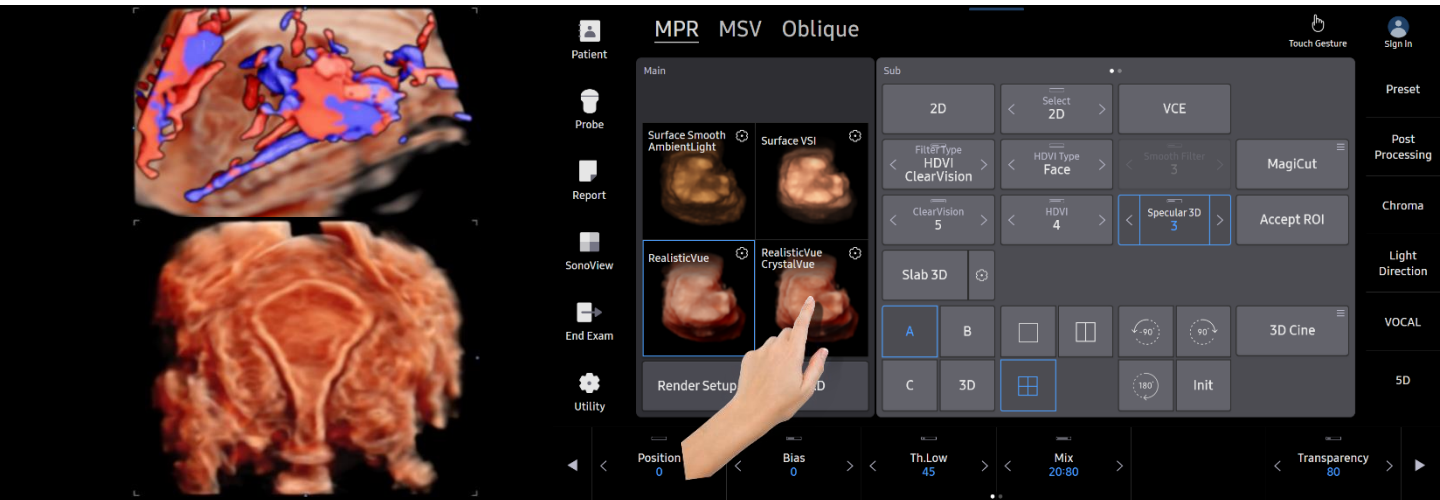 Patient
Probe
Report
SonoView
End Exam
Utility
MPR MSV Oblique
Touch Gesture
Sign In
Main
Surface Smooth
AmbientLight
Surface VSI
RealisticVue
RealisticVue
CrystalVue
Render Setup
Sub
2D
Select
2D
VCE
Filter Type
HDVI
ClearVision
HDVI Type
Face
Smooth Filter
3
MagiCut
ClearVision
5
HDVI
4
Specular 3D
3
Accept ROI
Slab 3D
A
B
-90°
90°
3D Cine
C
3D
180°
Init
Preset
Post
Processing
Chroma
Light
Direction
VOCAL
5D
Position
0
Bias
0
Th.Low
45
Mix
20:80
Transparency
80